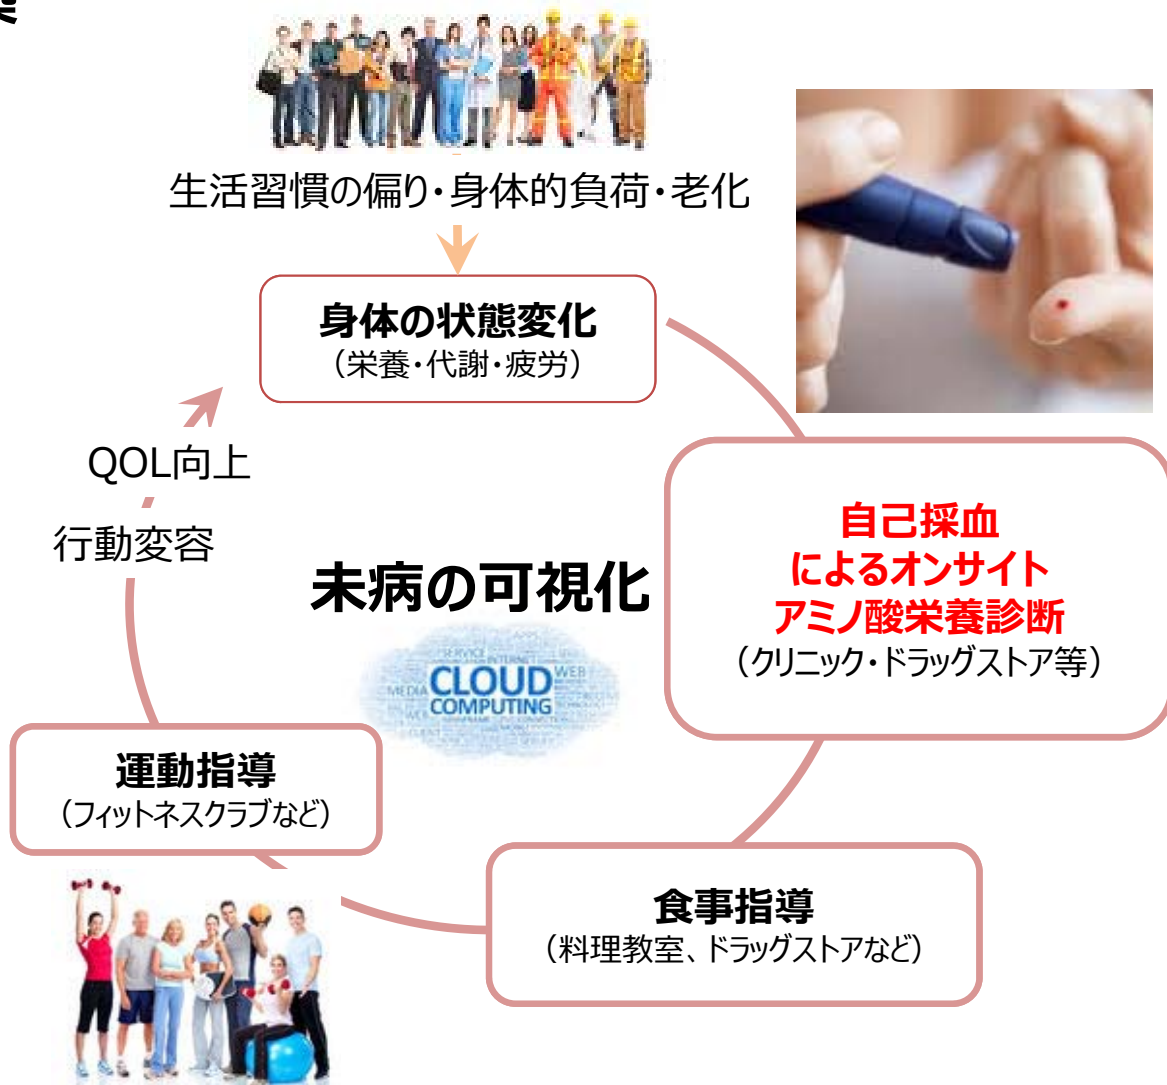 生活習慣の偏り・身体的負荷・老化
身体の状態変化
（栄養・代謝・疲労）
QOL向上
行動変容
未病の可視化
自己採血
によるオンサイト
アミノ酸栄養診断
（クリニック・ドラッグストア等）
SERVICE
INTERNET
MEDIA
CLOUD
WEB
COMPUTING
運動指導
（フィットネスクラブなど）
食事指導
（料理教室、ドラッグストアなど）